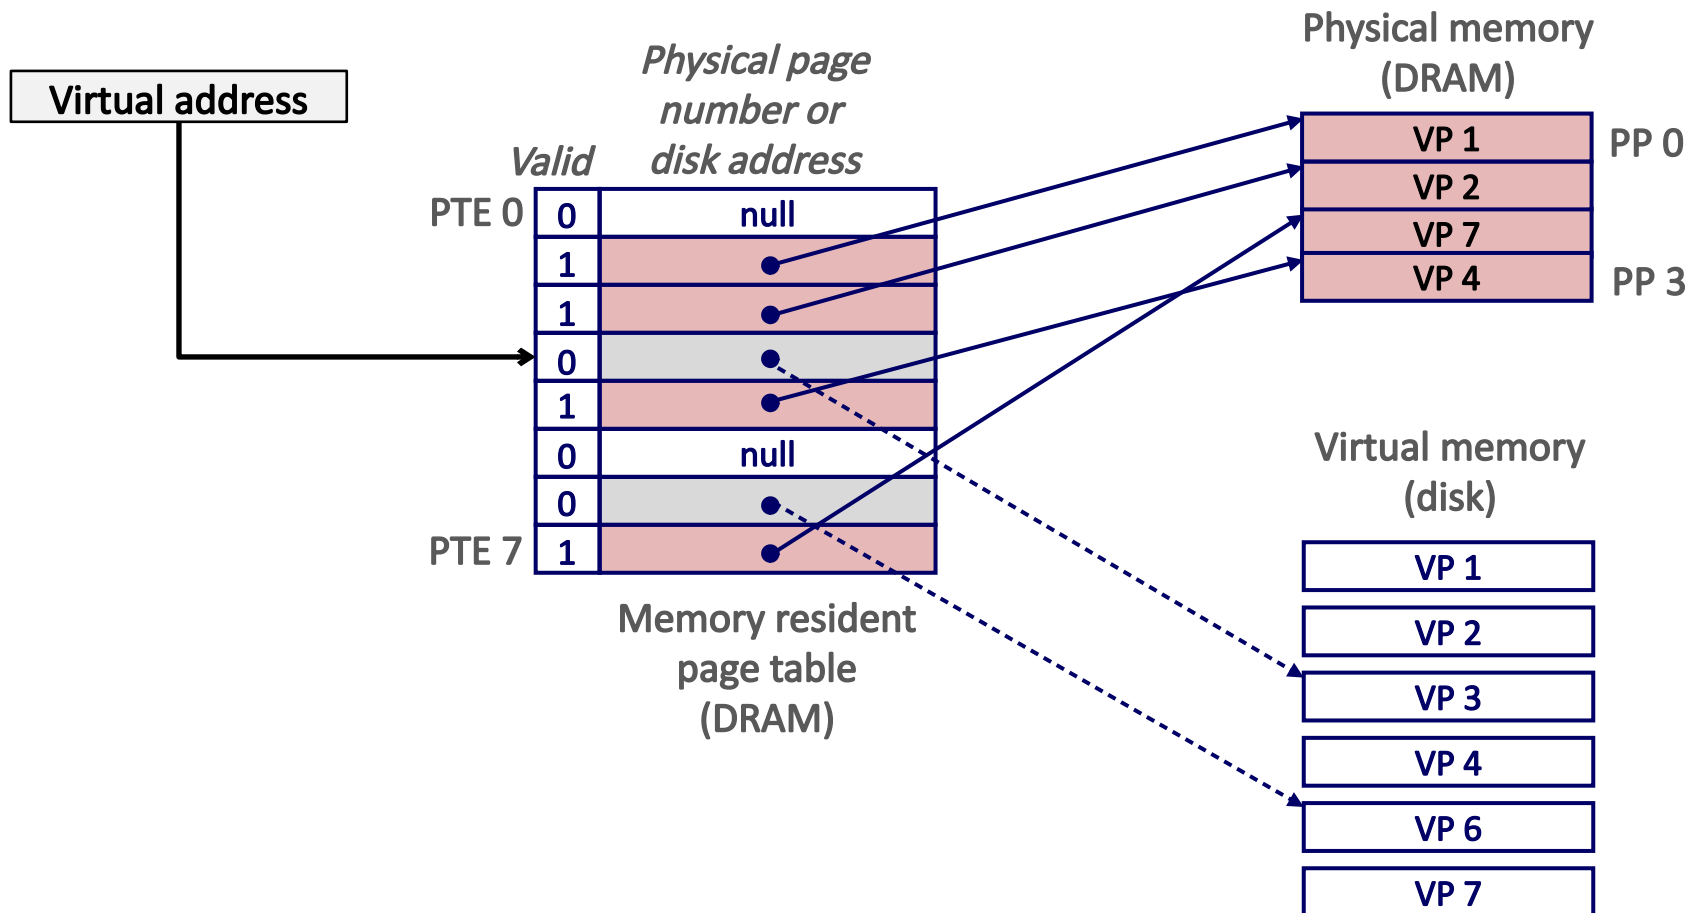 Virtual address
Physical page
number or
disk address
Valid
PTE 0
0
null
1
1
0
1
0
null
0
PTE 7
1
Memory resident
page table
(DRAM)
Physical memory
(DRAM)
VP 1
PP 0
VP 2
VP 7
VP 4
PP 3
Virtual memory
(disk)
VP 1
VP 2
VP 3
VP 4
VP 6
VP 7